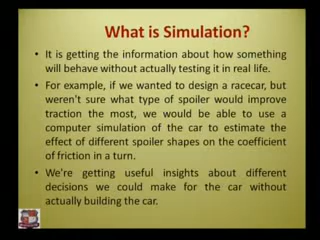 What is Simulation?
• It is getting the information about how something
will behave without actually testing it in real life.
• For example, if we wanted to design a racecar, but
weren't sure what type of spoiler would improve
traction the most, we would be able to use a
computer simulation of the car to estimate the
effect of different spoiler shapes on the coefficient
of friction in a turn.
• We're getting useful insights about different
decisions we could make for the car without
actually building the car.